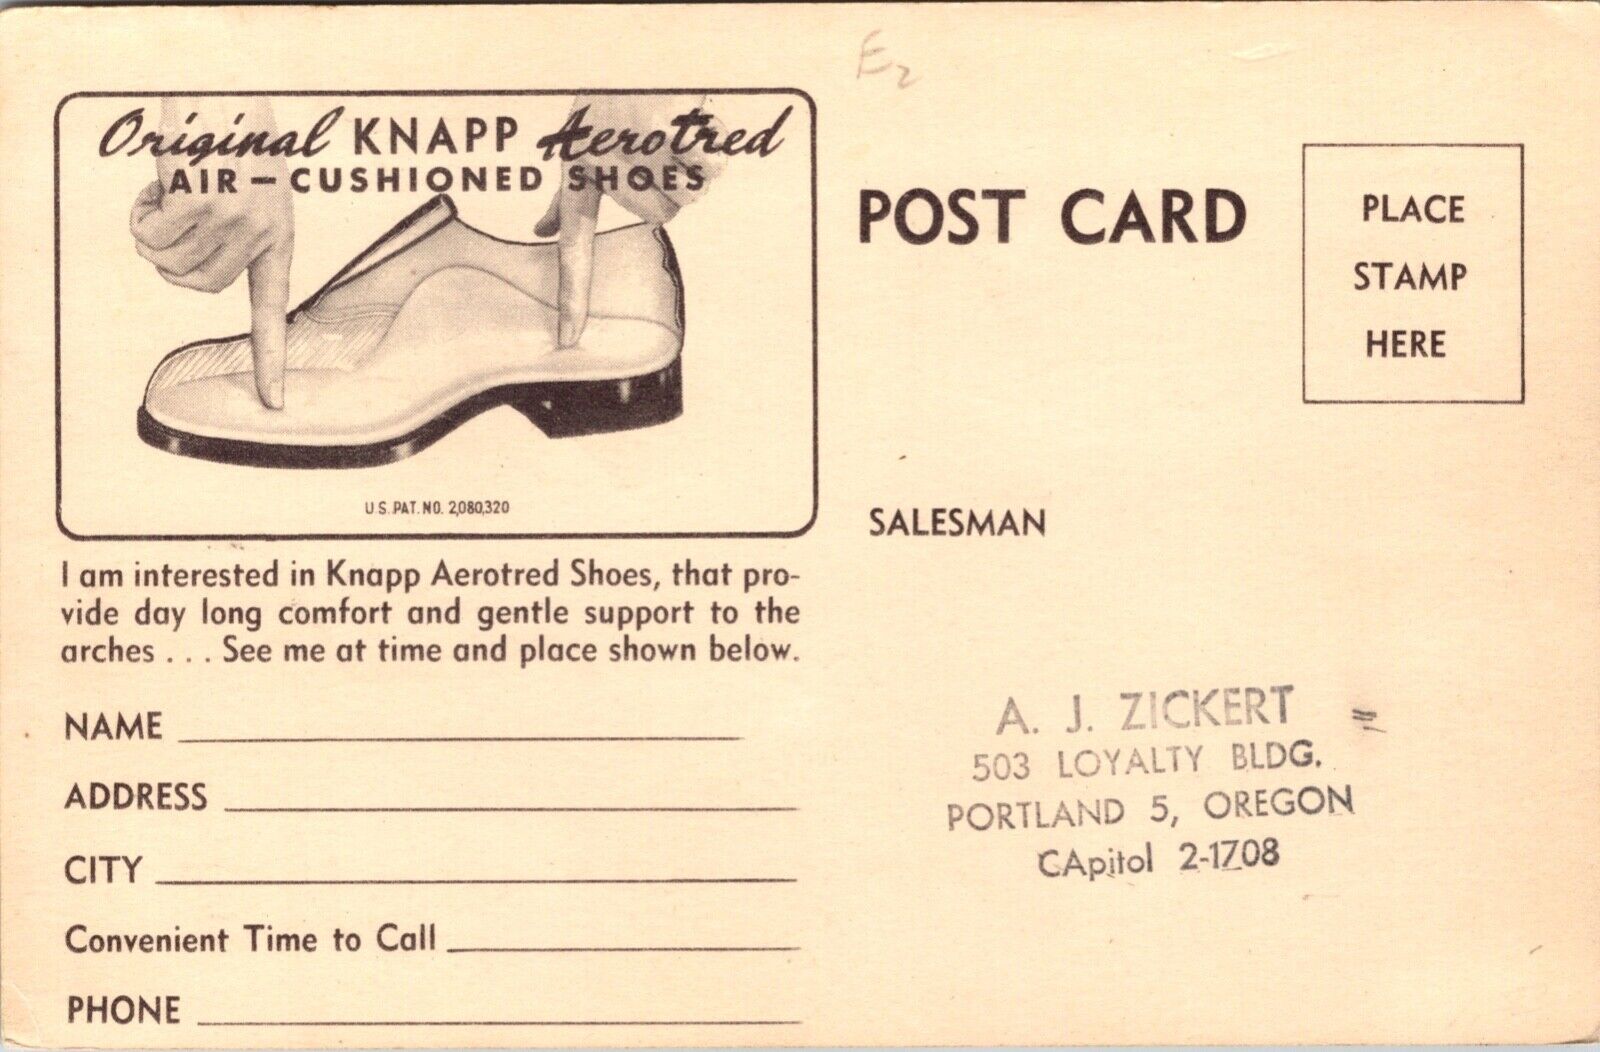 E2
Original KNAPP Aerotred
AIR - CUSHIONED SHOES
U.S. PAT. NO. 2,080,320
I am interested in Knapp Aerotred Shoes, that pro-
vide day long comfort and gentle support to the
arches . . . See me at time and place shown below.
NAME
ADDRESS
CITY
Convenient Time to Call
PHONE
POST CARD
PLACE
STAMP
HERE
SALESMAN
A. J. ZICKERT
503 LOYALTY BLDG.
PORTLAND 5, OREGON
CApitol 2-1708